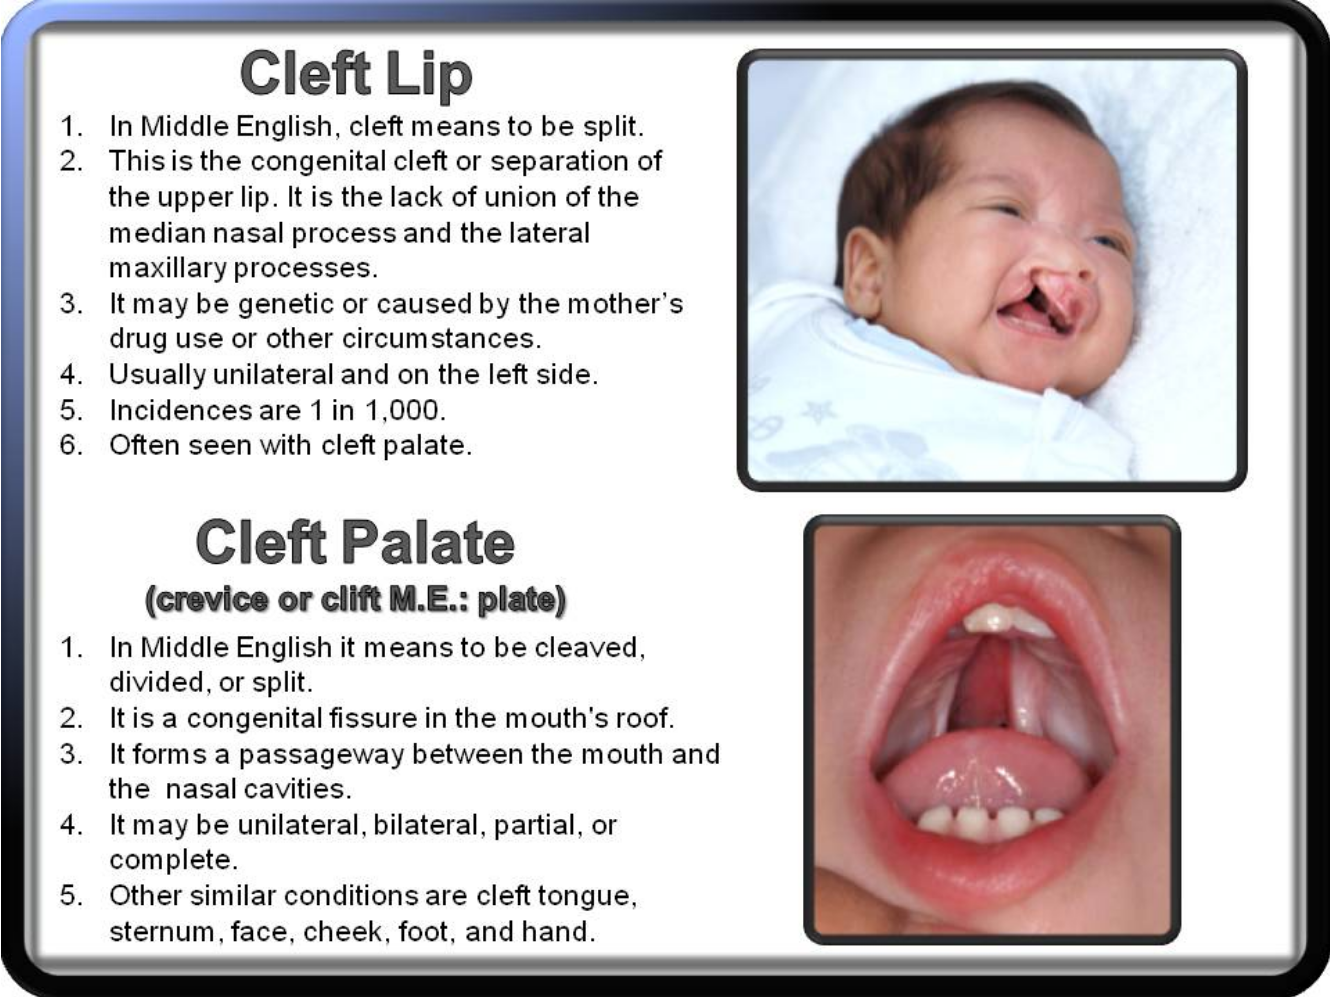 Cleft Lip
1. In Middle English, cleft means to be split.
2. This is the congenital cleft or separation of
the upper lip. It is the lack of union of the
median nasal process and the lateral
maxillary processes.
3. It may be genetic or caused by the mother's
drug use or other circumstances.
4. Usually unilateral and on the left side.
5. Incidences are 1 in 1,000.
6. Often seen with cleft palate.
Cleft Palate
(crevice or clift M.E.: plate)
1. In Middle English it means to be cleaved,
divided, or split.
2. It is a congenital fissure in the mouth's roof.
3. It forms a passageway between the mouth and
the nasal cavities.
4. It may be unilateral, bilateral, partial, or
complete.
5. Other similar conditions are cleft tongue,
sternum, face, cheek, foot, and hand.